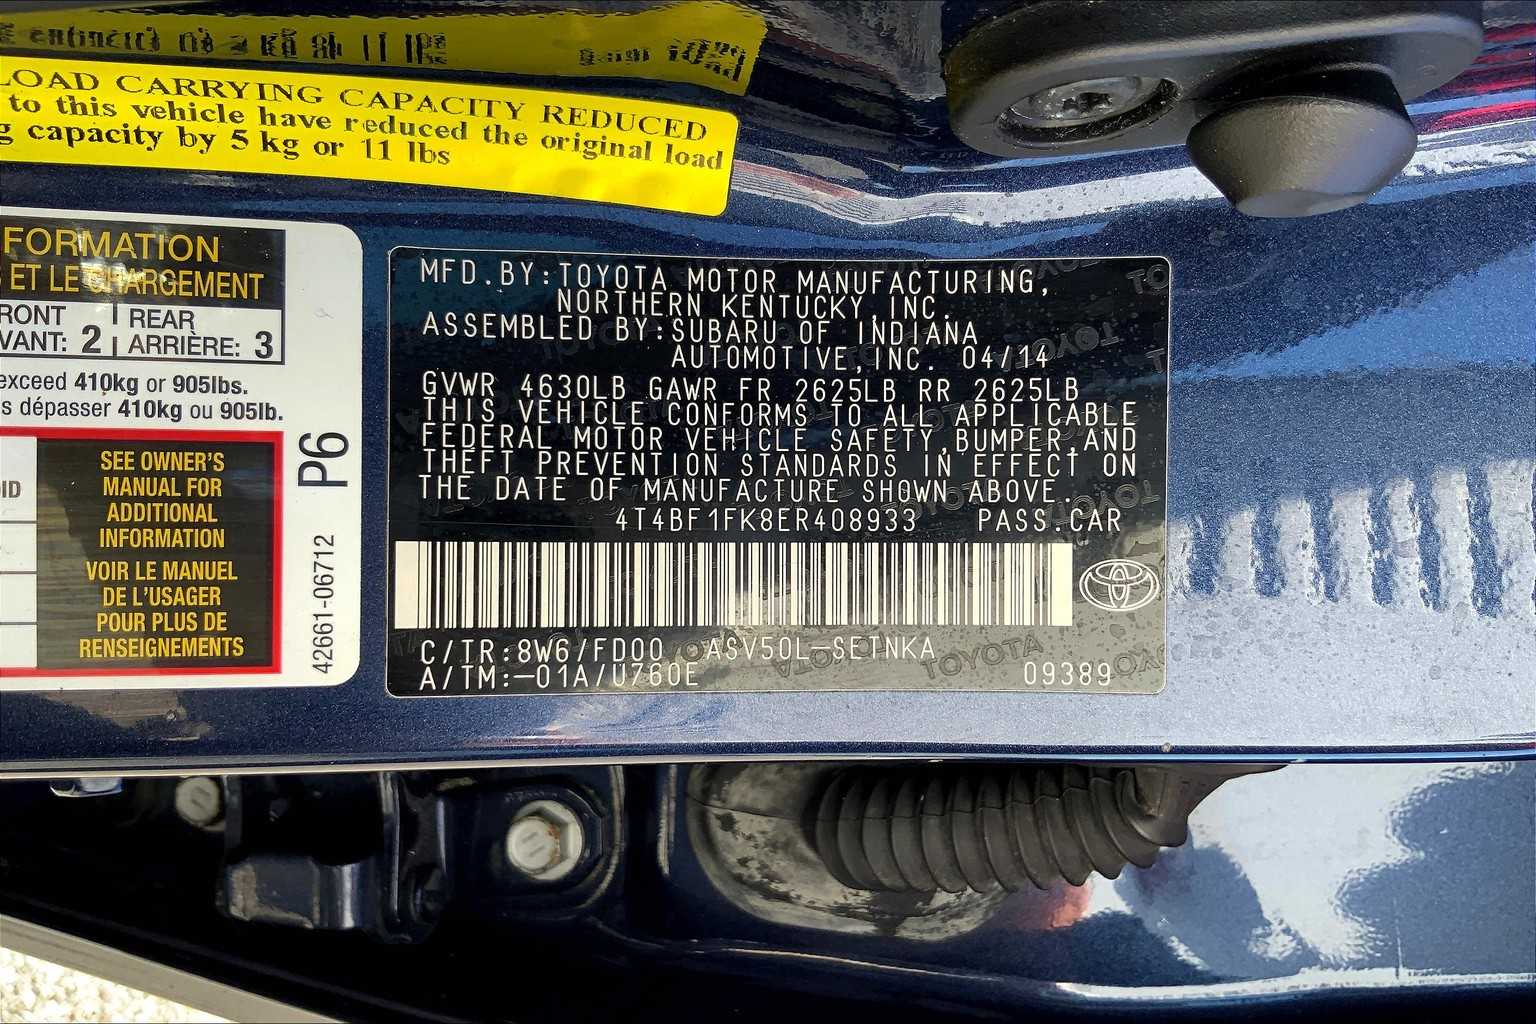 LOAD CARRYING CAPACITY REDUCED
to this vehicle have reduced the original load
capacity by 5 kg or 11 lbs
FORMATION
ET LE CHARGEMENT
RONT
REAR
VANT: 2
ARRIÈRE: 3
exceed 410kg or 905lbs.
s dépasser 410kg ou 905lb.
SEE OWNER'S
MANUAL FOR
ADDITIONAL
INFORMATION
VOIR LE MANUEL
DE L'USAGER
POUR PLUS DE
RENSEIGNEMENTS
P6
42661-06712
MFD.BY:TOYOTA MOTOR MANUFACTURING,
NORTHERN KENTUCKY,INC.
ASSEMBLED BY:SUBARU OF INDIANA
AUTOMOTIVE,INC. 04/14
GVWR 4630LB GAWR FR 2625LB RR 2625LB
THIS VEHICLE CONFORMS TO ALL APPLICABLE
FEDERAL MOTOR VEHICLE SAFETY,BUMPER,AND
THEFT PREVENTION STANDARDS IN EFFECT ON
THE DATE OF MANUFACTURE SHOWN ABOVE.
4T4BF1FK8ER408933 PASS.CAR
C/TR:8W6/FD00 ASV50L-SETNKA
A/TM:-01A/U760E 09389
TOYOTA